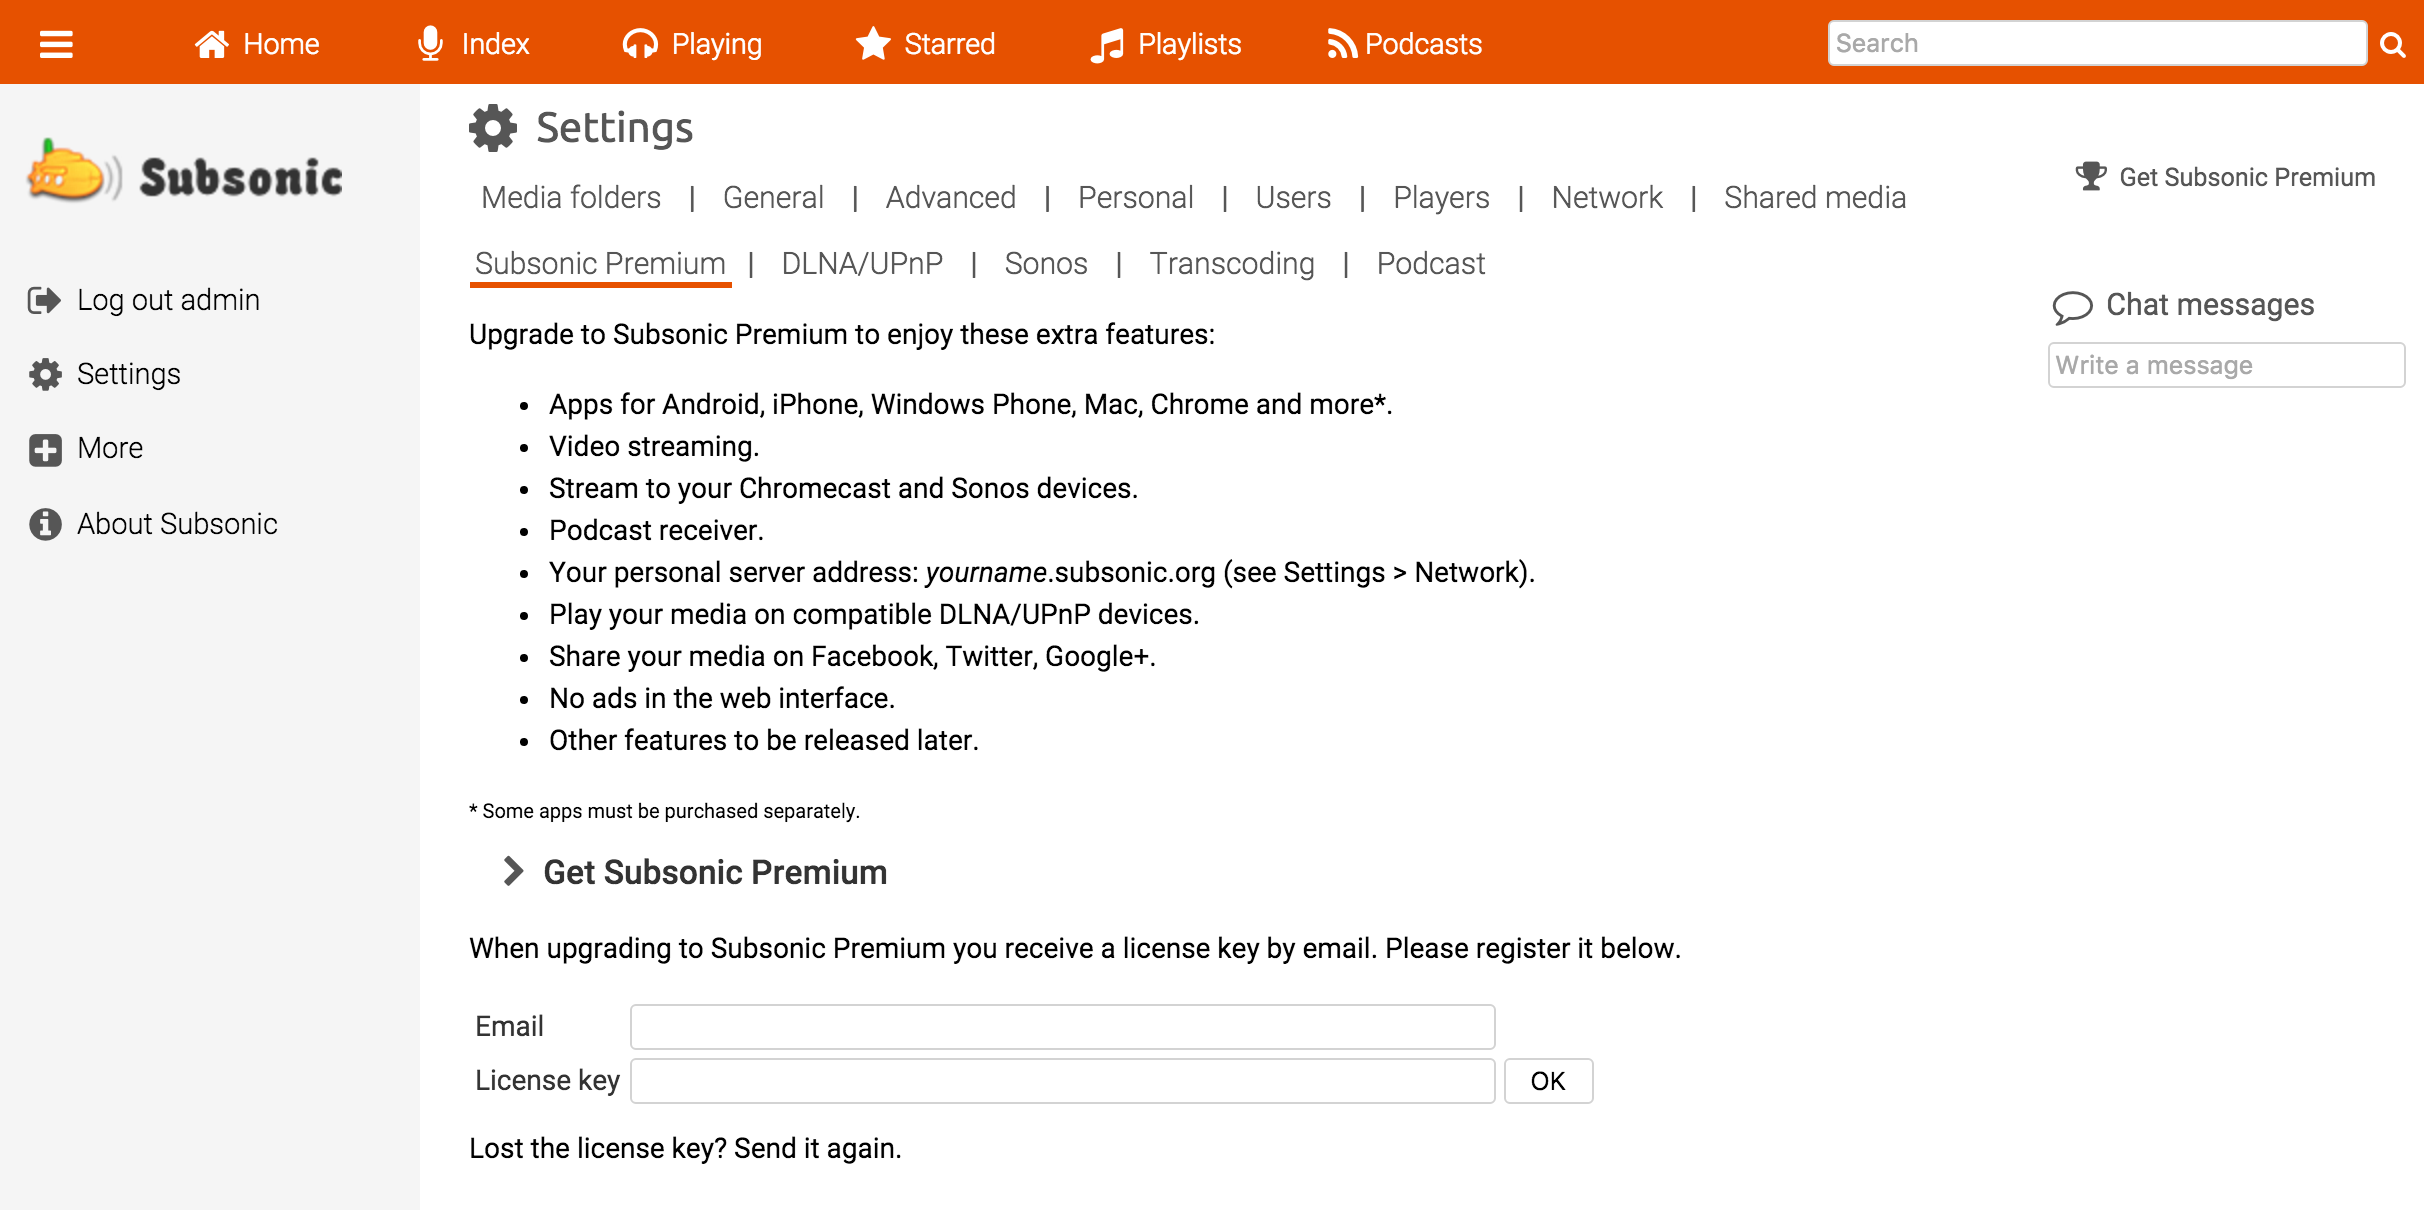 Home Index Playing Starred Playlists Podcasts Search
Subsonic
Log out admin
Settings
More
About Subsonic
Settings
Media folders | General | Advanced | Personal | Users | Players | Network | Shared media
Subsonic Premium | DLNA/UPnP | Sonos | Transcoding | Podcast
Upgrade to Subsonic Premium to enjoy these extra features:
• Apps for Android, iPhone, Windows Phone, Mac, Chrome and more*.
• Video streaming.
• Stream to your Chromecast and Sonos devices.
• Podcast receiver.
• Your personal server address: yourname.subsonic.org (see Settings > Network).
• Play your media on compatible DLNA/UPnP devices.
• Share your media on Facebook, Twitter, Google+.
• No ads in the web interface.
• Other features to be released later.
* Some apps must be purchased separately.
Get Subsonic Premium
When upgrading to Subsonic Premium you receive a license key by email. Please register it below.
Email
License key OK
Lost the license key? Send it again.
Get Subsonic Premium
Chat messages
Write a message